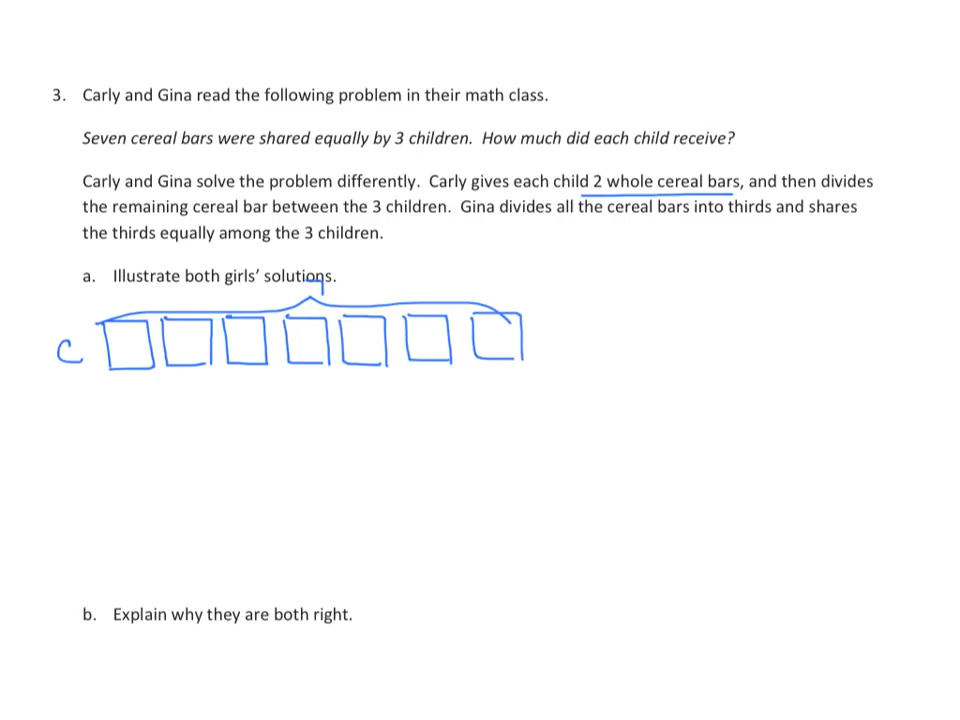 3. Carly and Gina read the following problem in their math class.
Seven cereal bars were shared equally by 3 children. How much did each child receive?
Carly and Gina solve the problem differently. Carly gives each child 2 whole cereal bars, and then divides
the remaining cereal bar between the 3 children. Gina divides all the cereal bars into thirds and shares
the thirds equally among the 3 children.
a. Illustrate both girls’ solutions.
7
C
b. Explain why they are both right.